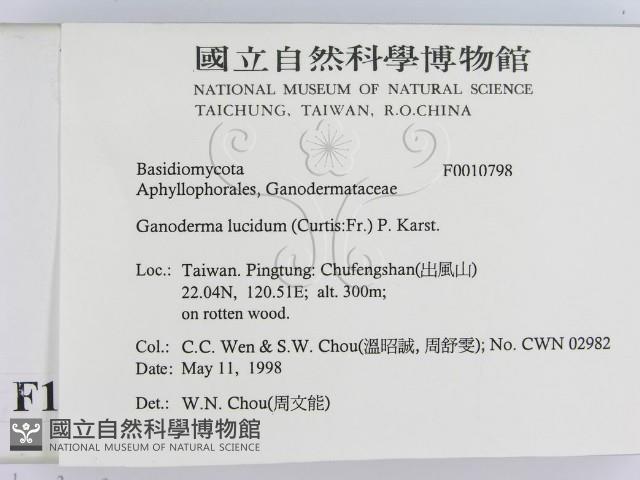 國立自然科學博物館
NATIONAL MUSEUM OF NATURAL SCIENCE
TAICHUNG, TAIWAN, R.O.CHINA
Basidiomycota F0010798
Aphyllophorales, Ganodermataceae
Ganoderma lucidum (Curtis:Fr.) P. Karst.
Loc.: Taiwan. Pingtung: Chufengshan(出風山)
22.04N, 120.51E; alt. 300m;
on rotten wood.
Col.: C.C. Wen & S.W. Chou(溫昭誠, 周舒雯); No. CWN 02982
Date: May 11, 1998
Det.: W.N. Chou(周文能)
F1
國立自然科學博物館
NATIONAL MUSEUM OF NATURAL SCIENCE